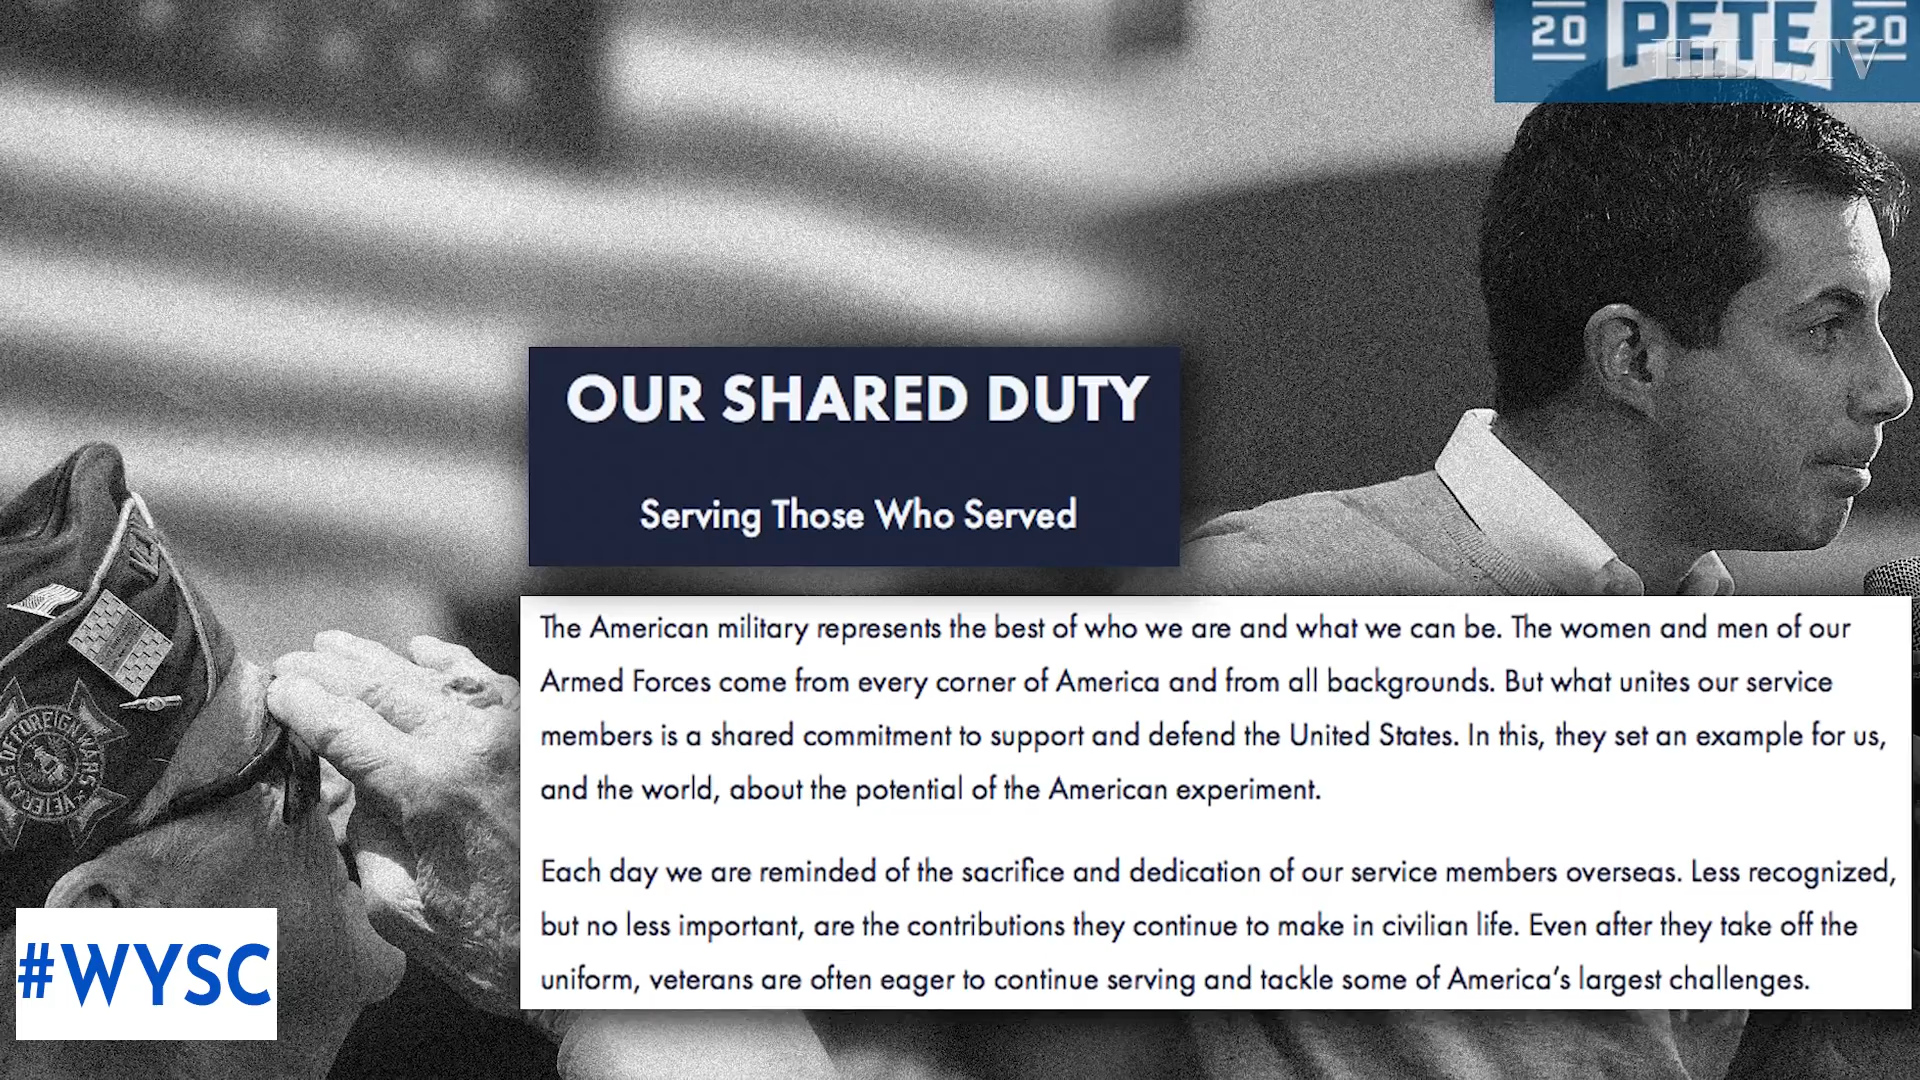 20 PETE 20
HILL.TV
OUR SHARED DUTY
Serving Those Who Served
The American military represents the best of who we are and what we can be. The women and men of our
Armed Forces come from every corner of America and from all backgrounds. But what unites our service
members is a shared commitment to support and defend the United States. In this, they set an example for us,
and the world, about the potential of the American experiment.
Each day we are reminded of the sacrifice and dedication of our service members overseas. Less recognized,
but no less important, are the contributions they continue to make in civilian life. Even after they take off the
uniform, veterans are often eager to continue serving and tackle some of America's largest challenges.
OF FOREIGN WARS
VETERANS
#WYSC